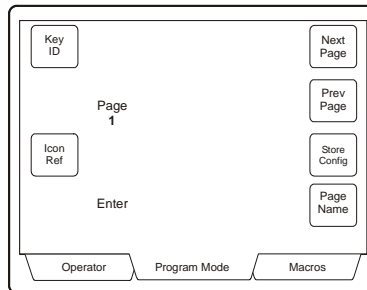 Key
ID
Next
Page
Page
1
Prev
Page
Icon
Ref
Store
Config
Enter
Page
Name
Operator
Program Mode
Macros